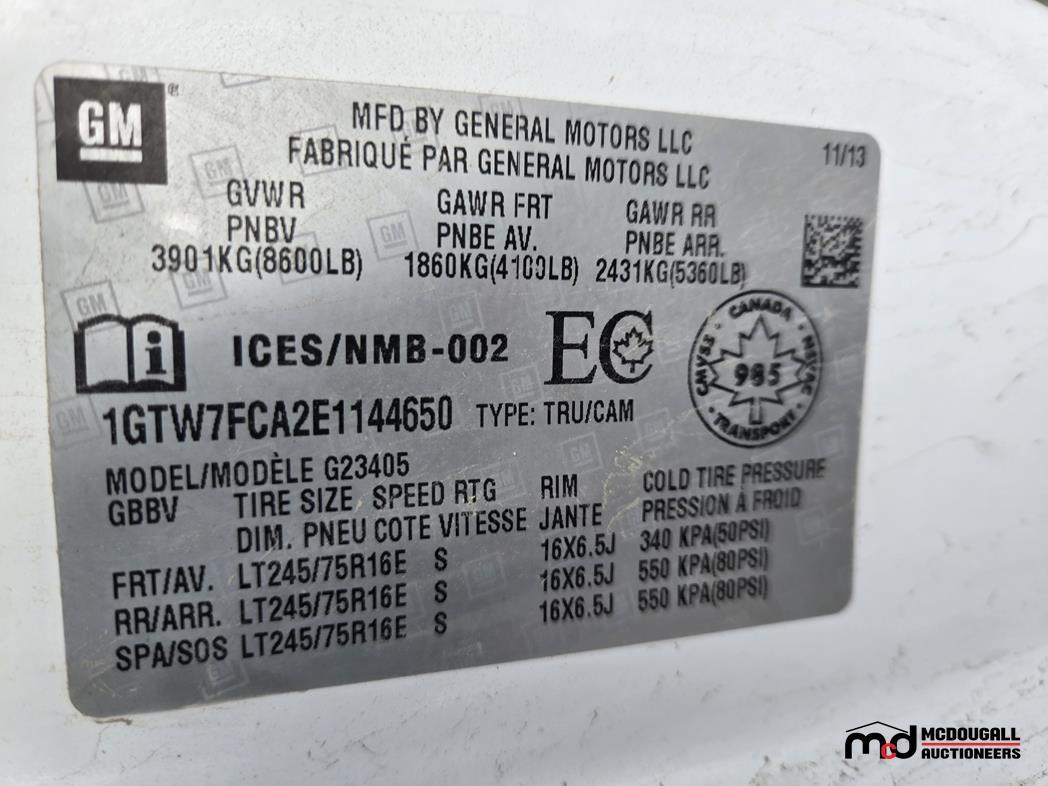 GM
MFD BY GENERAL MOTORS LLC
FABRIQUÉ PAR GENERAL MOTORS LLC
11/13
GVWR GAWR FRT GAWR RR
PNBV PNBE AV. PNBE ARR.
3901KG(8600LB) 1860KG(4100LB) 2431KG(5360LB)
ICES/NMB-002 EC
CANADA
CMVSS NSVAC
985
TRANSPORT
1GTW7FCA2E1144650 TYPE: TRU/CAM
MODEL/MODÈLE G23405
GBBV TIRE SIZE SPEED RTG RIM COLD TIRE PRESSURE
DIM. PNEU COTE VITESSE JANTE PRESSION À FROID
FRT/AV. LT245/75R16E S 16X6.5J 340 KPA(50PSI)
RR/ARR. LT245/75R16E S 16X6.5J 550 KPA(80PSI)
SPA/SOS LT245/75R16E S 16X6.5J 550 KPA(80PSI)
mcd MCDOUGALL
AUCTIONEERS